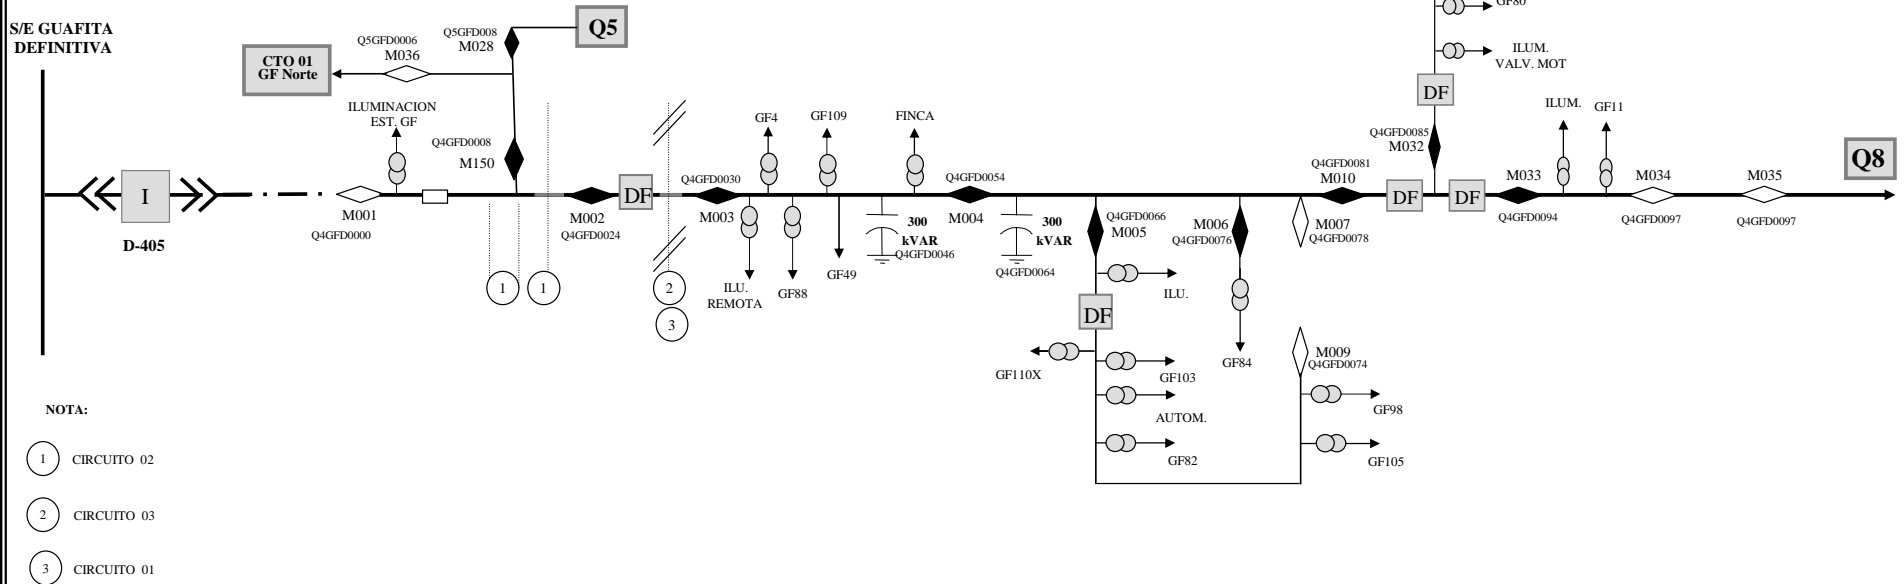 GF80
S/E GUAFITA
DEFINITIVA
Q5GFD008
M028
Q5
Q5GFD0006
M036
CTO 01
GF Norte
ILUM.
VALV. MOT
DF
ILUMINACION
EST. GF
Q4GFD0008
M150
GF4
GF109
FINCA
ILUM.
GF11
Q4GFD0085
M032
Q8
Q4GFD0030
Q4GFD0054
Q4GFD0081
M010
M033
M034
M035
I
DF
DF
DF
M001
Q4GFD0000
M002
Q4GFD0024
M003
M004
300
kVAR
Q4GFD0046
300
kVAR
Q4GFD0064
Q4GFD0066
M005
M006
Q4GFD0076
M007
Q4GFD0078
Q4GFD0094
Q4GFD0097
Q4GFD0097
D-405
1
1
2
3
ILU.
REMOTA
GF88
GF49
ILU.
DF
GF110X
GF103
AUTOM.
GF82
GF84
M009
Q4GFD0074
GF98
GF105
NOTA:
1 CIRCUITO 02
2 CIRCUITO 03
3 CIRCUITO 01